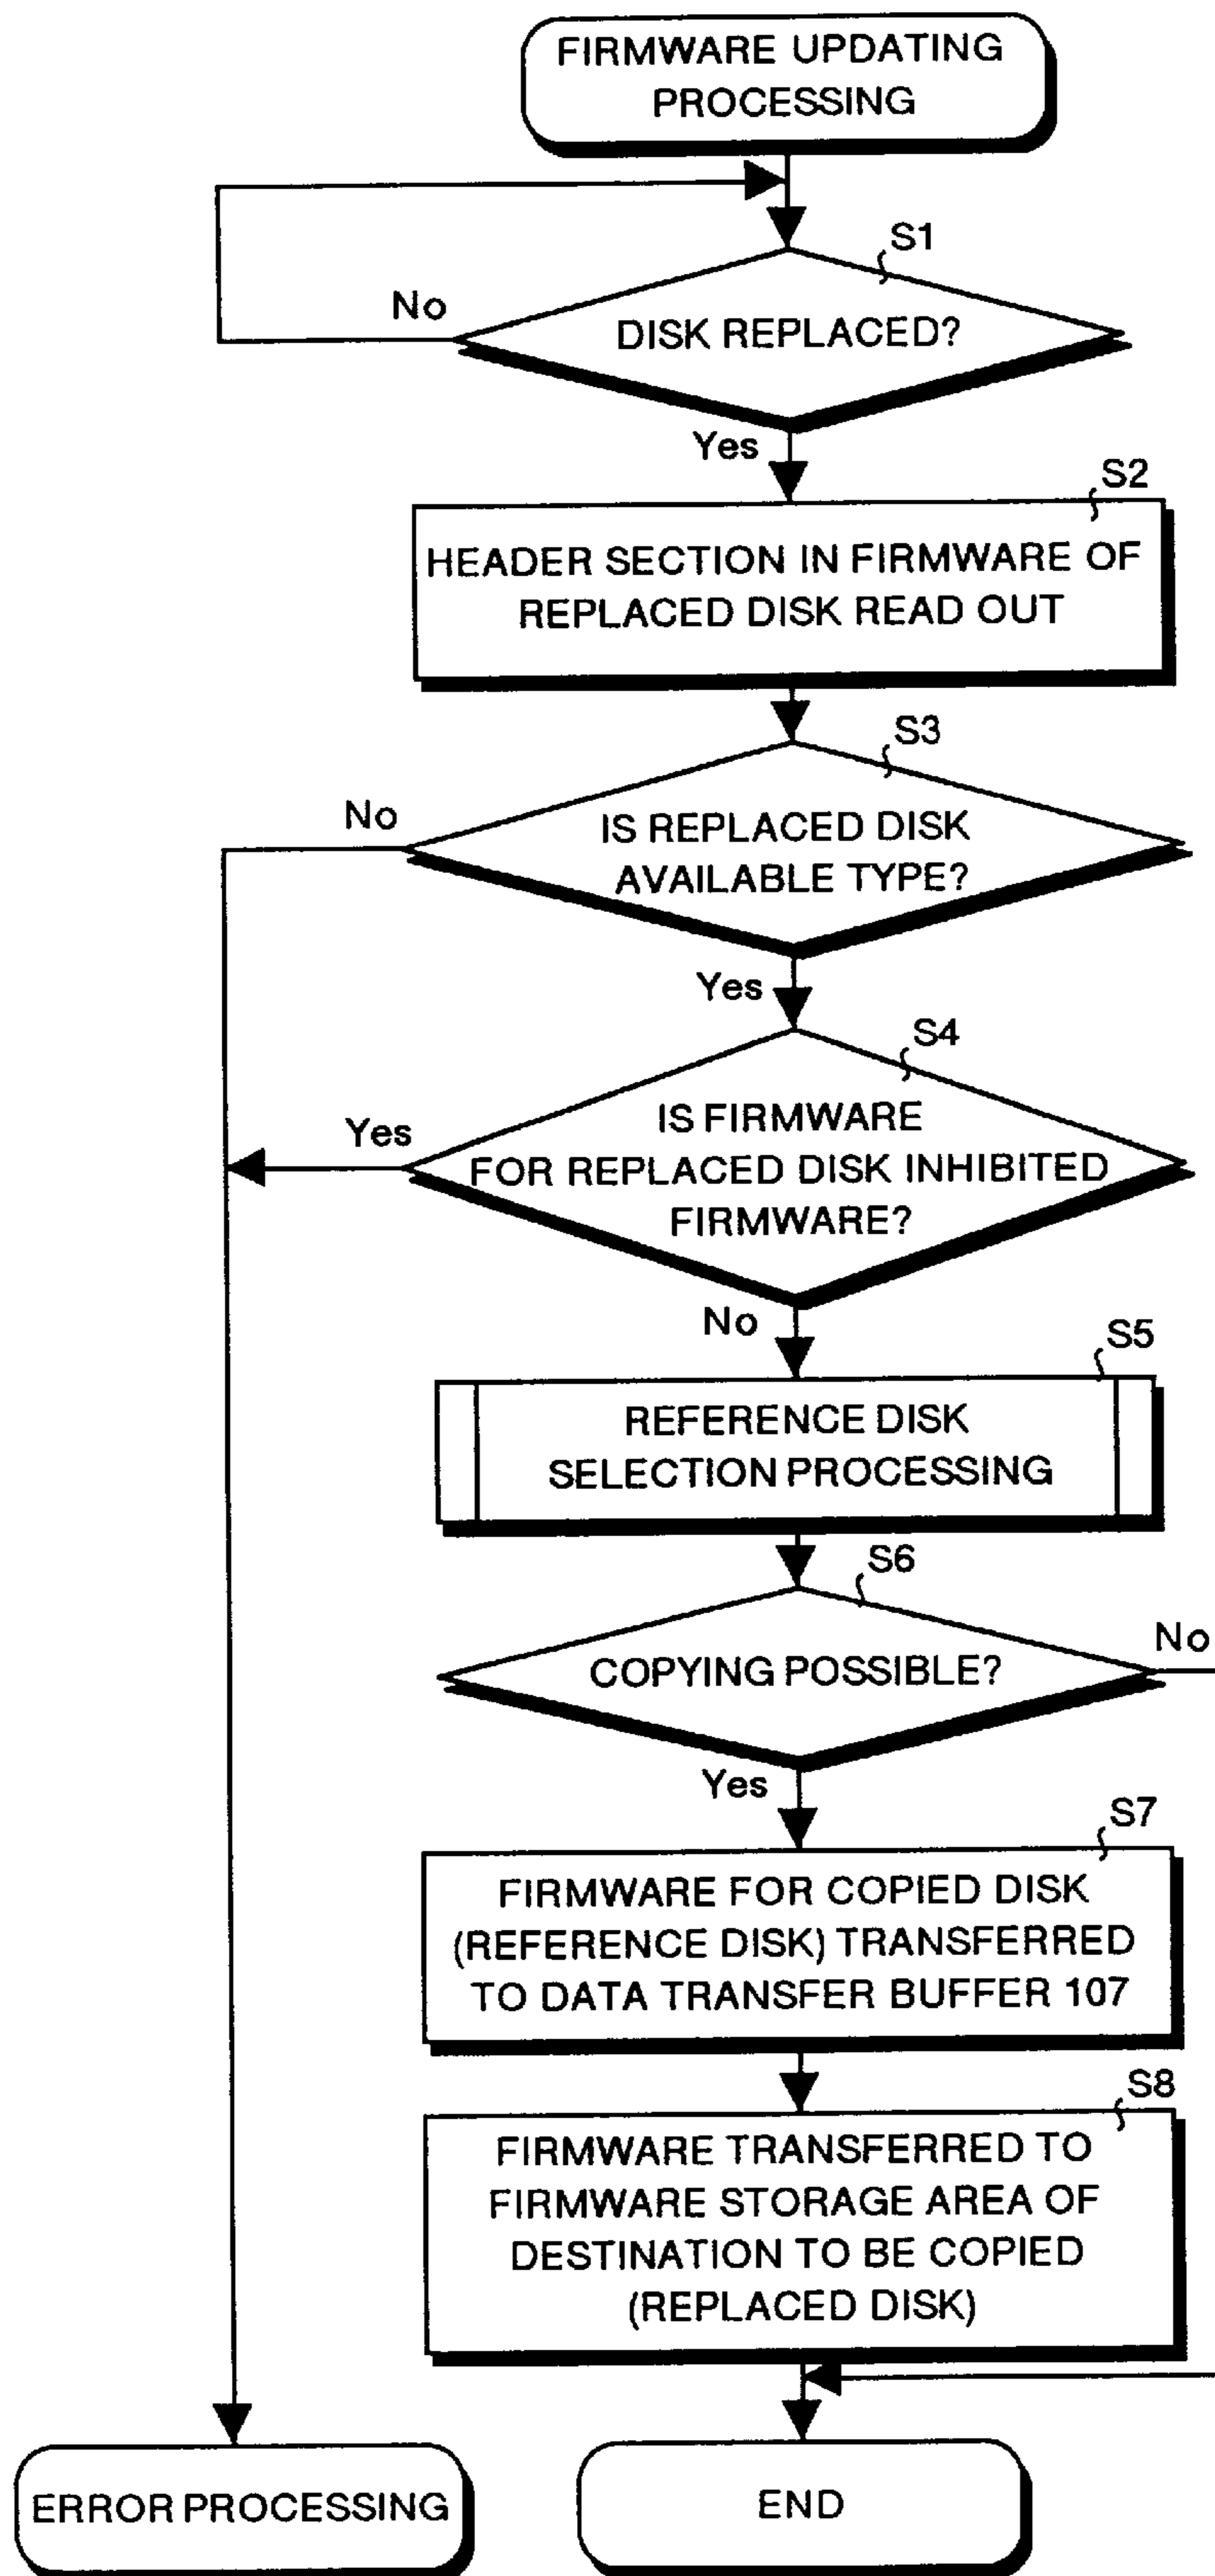 FIRMWARE UPDATING
PROCESSING
S1
No
DISK REPLACED?
Yes
S2
HEADER SECTION IN FIRMWARE OF
REPLACED DISK READ OUT
S3
No
IS REPLACED DISK
AVAILABLE TYPE?
Yes
S4
Yes
IS FIRMWARE
FOR REPLACED DISK INHIBITED
FIRMWARE?
No
S5
REFERENCE DISK
SELECTION PROCESSING
S6
No
COPYING POSSIBLE?
Yes
S7
FIRMWARE FOR COPIED DISK
(REFERENCE DISK) TRANSFERRED
TO DATA TRANSFER BUFFER 107
S8
FIRMWARE TRANSFERRED TO
FIRMWARE STORAGE AREA OF
DESTINATION TO BE COPIED
(REPLACED DISK)
ERROR PROCESSING
END